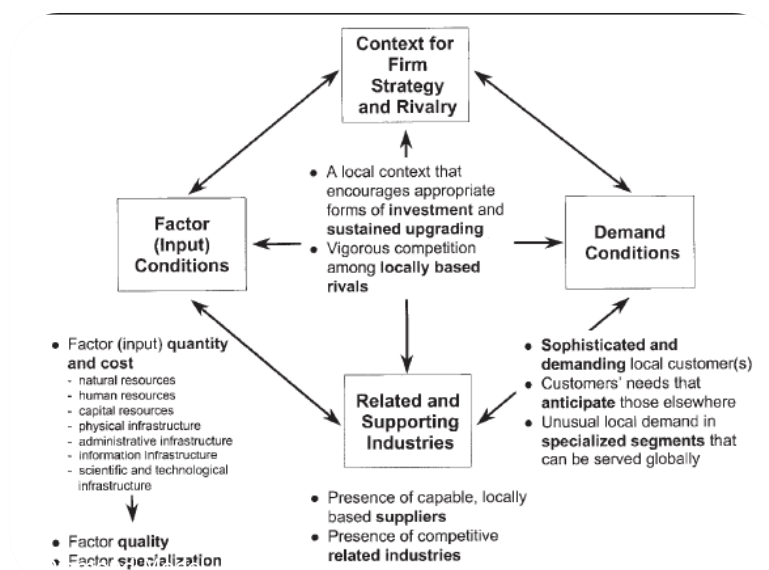 Context for
Firm
Strategy
and Rivalry
• A local context that
encourages appropriate
forms of investment and
sustained upgrading
• Vigorous competition
among locally based
rivals
Factor
(Input)
Conditions
Demand
Conditions
• Factor (input) quantity
and cost
- natural resources
- human resources
- capital resources
- physical infrastructure
- administrative infrastructure
- information infrastructure
- scientific and technological
infrastructure
• Factor quality
• Factor specialization
Related and
Supporting
Industries
• Presence of capable, locally
based suppliers
• Presence of competitive
related industries
• Sophisticated and
demanding local customer(s)
• Customers' needs that
anticipate those elsewhere
• Unusual local demand in
specialized segments that
can be served globally